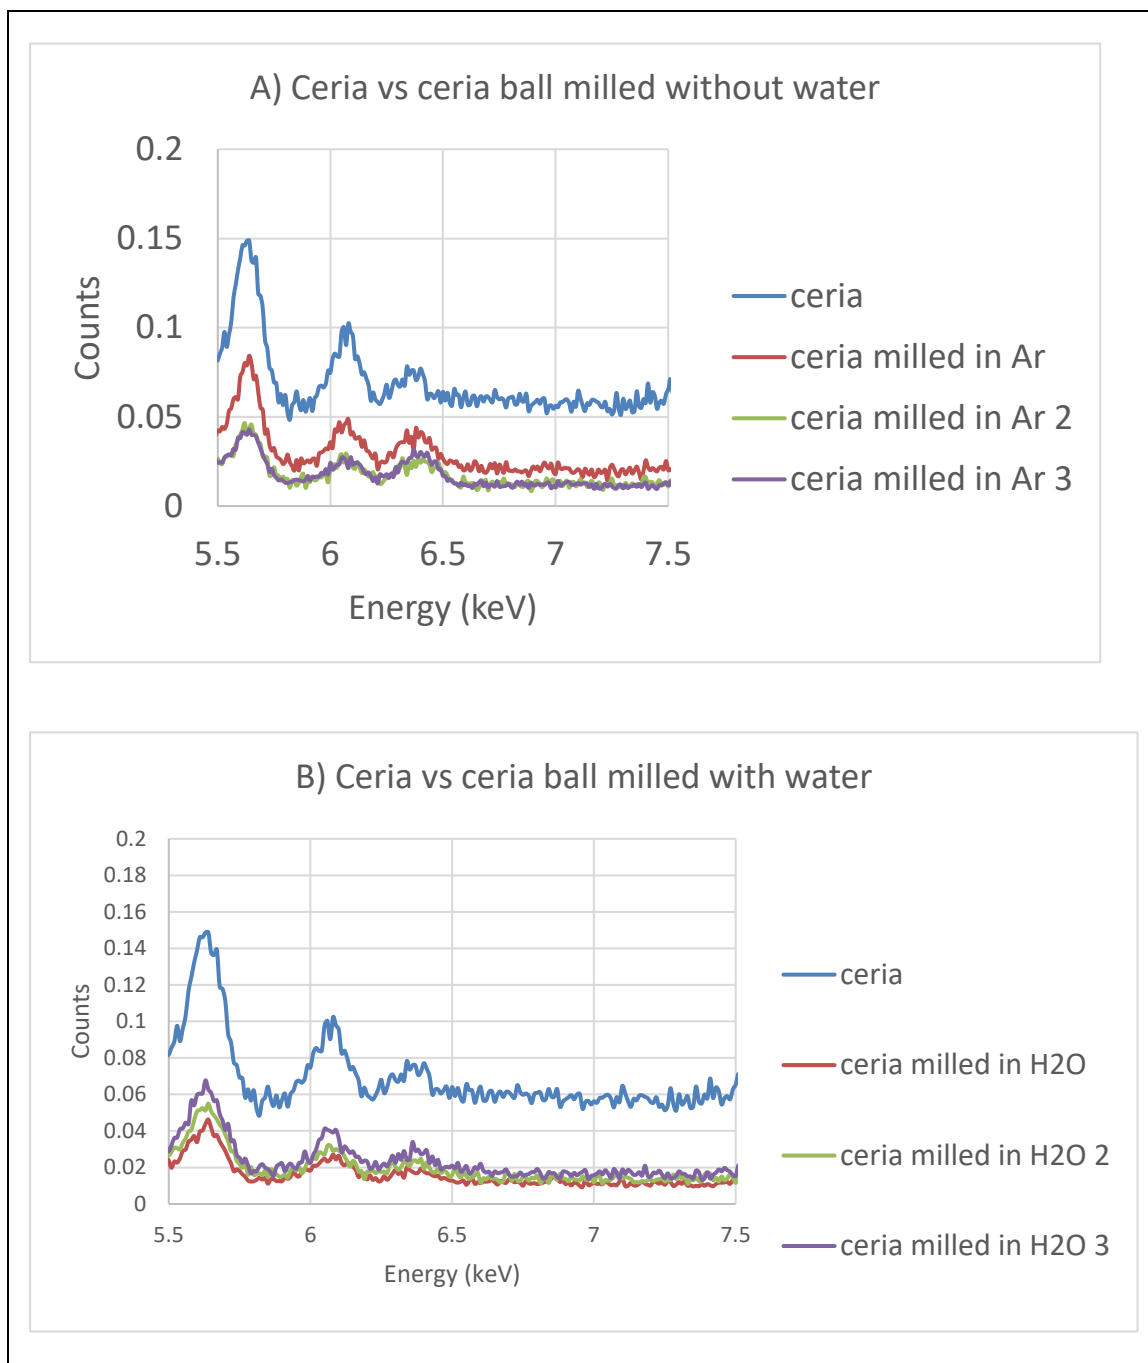 A) Ceria vs ceria ball milled without water
0.2
0.15
0.1
0.05
0
Counts
5.5 6 6.5 7 7.5
Energy (keV)
ceria
ceria milled in Ar
ceria milled in Ar 2
ceria milled in Ar 3
B) Ceria vs ceria ball milled with water
0.2
0.18
0.16
0.14
0.12
0.1
0.08
0.06
0.04
0.02
0
Counts
5.5 6 6.5 7 7.5
Energy (keV)
ceria
ceria milled in H2O
ceria milled in H2O 2
ceria milled in H2O 3